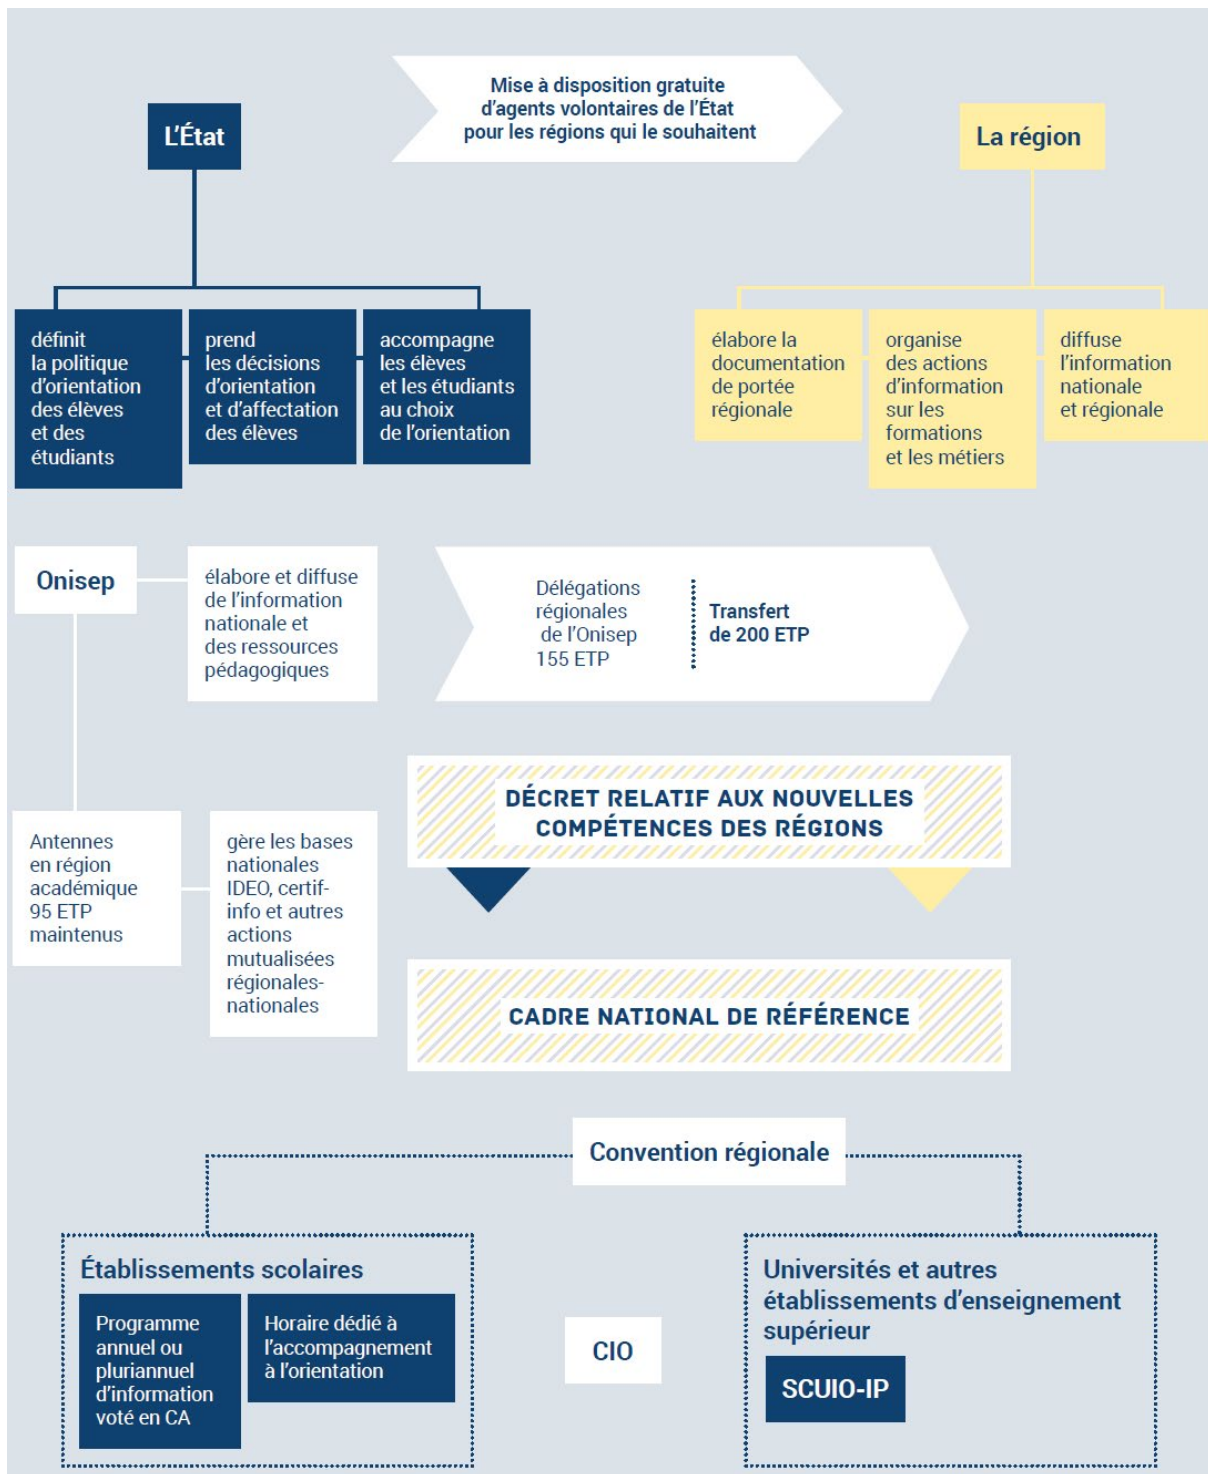 Mise à disposition gratuite
d'agents volontaires de l'État
pour les régions qui le souhaitent
L'État
La région
définit
la politique
d'orientation
des élèves
et des
étudiants
prend
les décisions
d'orientation
et d'affectation
des élèves
accompagne
les élèves
et les étudiants
au choix
de l'orientation
élabore la
documentation
de portée
régionale
organise
des actions
d'information
sur les
formations
et les métiers
diffuse
l'information
nationale
et régionale
Onisep
élabore et diffuse
de l'information
nationale et
des ressources
pédagogiques
Délégations
régionales
de l'Onisep
155 ETP
Transfert
de 200 ETP
DÉCRET RELATIF AUX NOUVELLES
COMPÉTENCES DES RÉGIONS
Antennes
en région
académique
95 ETP
maintenus
gère les bases
nationales
IDEO, certif-
info et autres
actions
mutualisées
régionales-
nationales
CADRE NATIONAL DE RÉFÉRENCE
Convention régionale
Établissements scolaires
Programme
annuel ou
pluriannuel
d'information
voté en CA
Horaire dédié à
l'accompagnement
à l'orientation
CIO
Universités et autres
établissements d'enseignement
supérieur
SCUIO-IP